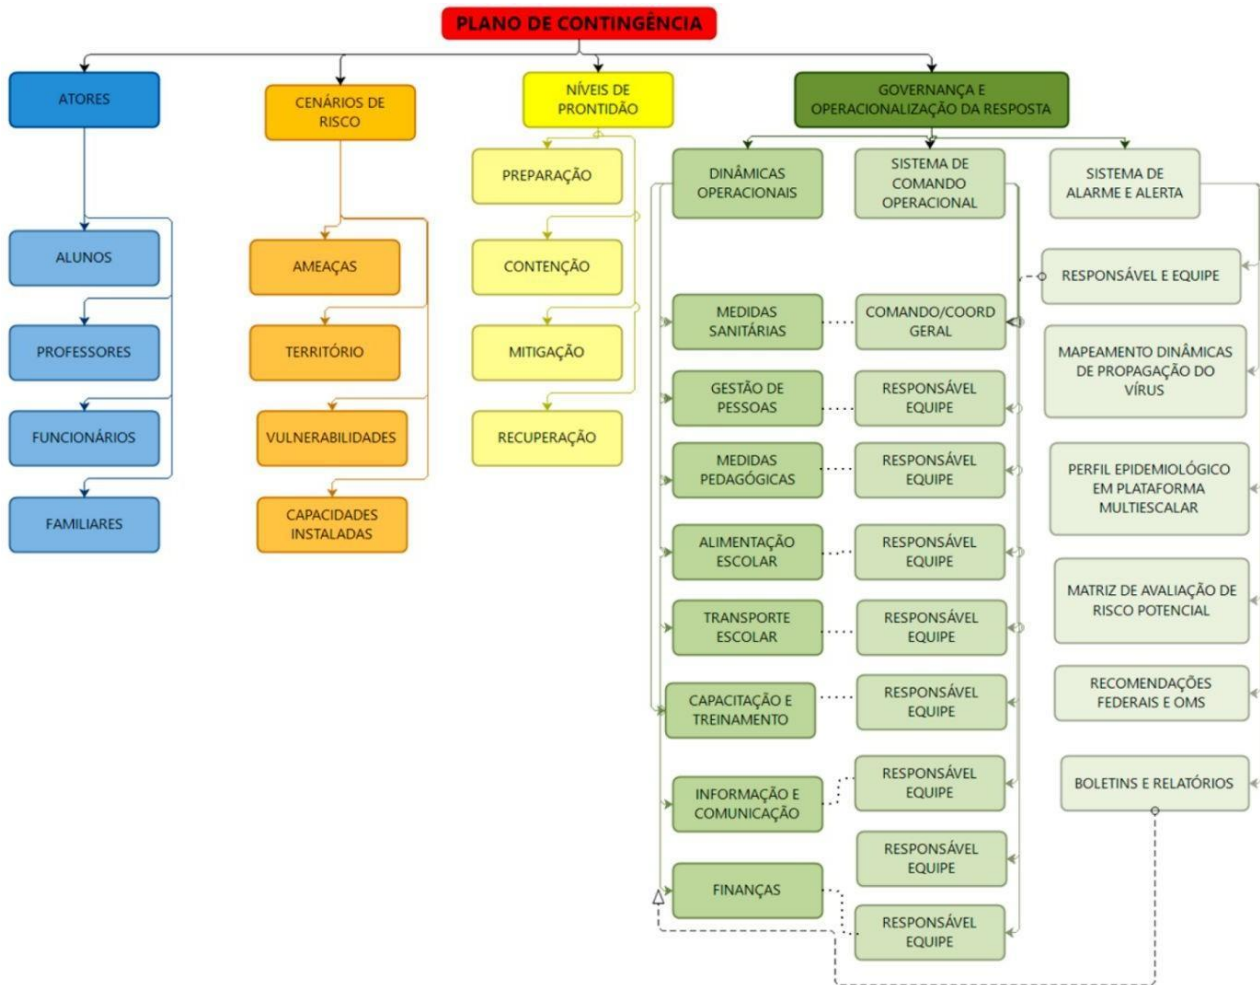 PLANO DE CONTINGÊNCIA
ATORES
CENÁRIOS DE
RISCO
NÍVEIS DE
PRONTIDÃO
GOVERNANÇA E
OPERACIONALIZAÇÃO DA RESPOSTA
ALUNOS
PROFESSORES
FUNCIONÁRIOS
FAMILIARES
AMEAÇAS
TERRITÓRIO
VULNERABILIDADES
CAPACIDADES
INSTALADAS
PREPARAÇÃO
CONTENÇÃO
MITIGAÇÃO
RECUPERAÇÃO
DINÂMICAS
OPERACIONAIS
MEDIDAS
SANITÁRIAS
GESTÃO DE
PESSOAS
MEDIDAS
PEDAGÓGICAS
ALIMENTAÇÃO
ESCOLAR
TRANSPORTE
ESCOLAR
CAPACITAÇÃO E
TREINAMENTO
INFORMAÇÃO E
COMUNICAÇÃO
FINANÇAS
SISTEMA DE
COMANDO
OPERACIONAL
COMANDO/COORD
GERAL
RESPONSÁVEL
EQUIPE
RESPONSÁVEL
EQUIPE
RESPONSÁVEL
EQUIPE
RESPONSÁVEL
EQUIPE
RESPONSÁVEL
EQUIPE
RESPONSÁVEL
EQUIPE
RESPONSÁVEL
EQUIPE
RESPONSÁVEL
EQUIPE
SISTEMA DE
ALARME E ALERTA
RESPONSÁVEL E EQUIPE
MAPEAMENTO DINÂMICAS
DE PROPAGAÇÃO DO
VÍRUS
PERFIL EPIDEMIOLÓGICO
EM PLATAFORMA
MULTIESCALAR
MATRIZ DE AVALIAÇÃO DE
RISCO POTENCIAL
RECOMENDAÇÕES
FEDERAIS E OMS
BOLETINS E RELATÓRIOS